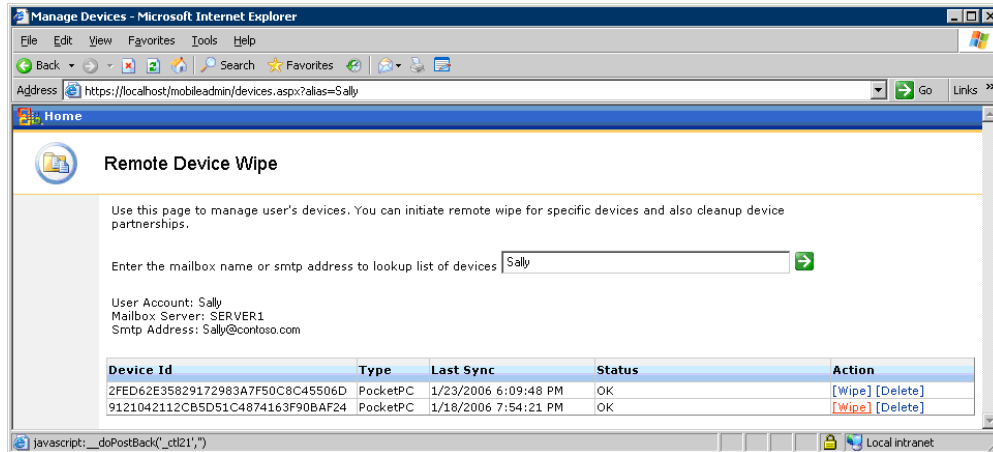 Manage Devices - Microsoft Internet Explorer
File Edit View Favorites Tools Help
Back Search Favorites
Address https://localhost/mobileadmin/devices.aspx?alias=Sally Go Links »
Home
Remote Device Wipe
Use this page to manage user's devices. You can initiate remote wipe for specific devices and also cleanup device
partnerships.
Enter the mailbox name or smtp address to lookup list of devices Sally
User Account: Sally
Mailbox Server: SERVER1
Smtp Address: Sally@contoso.com
Device Id Type Last Sync Status Action
2FED62E35829172983A7F50C8C45506D PocketPC 1/23/2006 6:09:48 PM OK [Wipe] [Delete]
9121042112CB5D51C4874163F90BAF24 PocketPC 1/18/2006 7:54:21 PM OK [Wipe] [Delete]
javascript:__doPostBack('_ctl21','') Local intranet